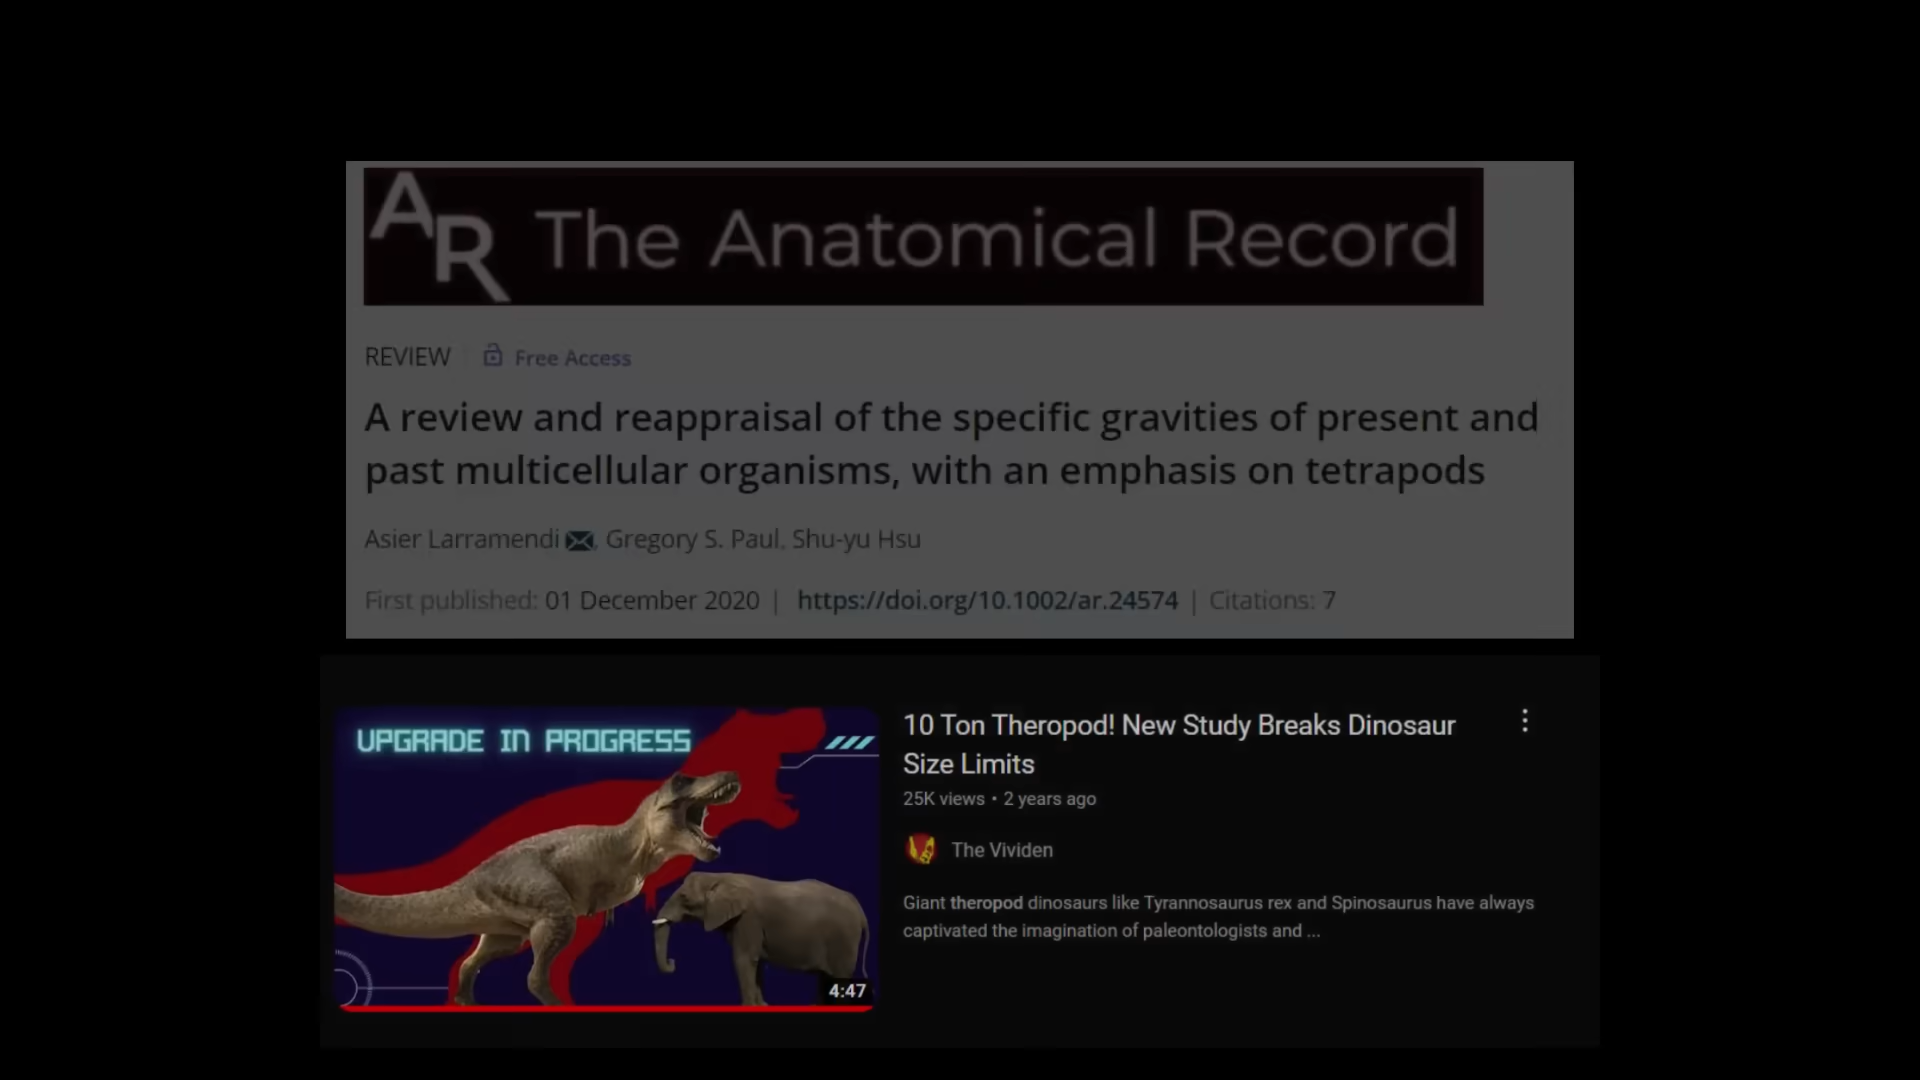 AR The Anatomical Record
REVIEW Free Access
A review and reappraisal of the specific gravities of present and
past multicellular organisms, with an emphasis on tetrapods
Asier Larramendi, Gregory S. Paul, Shu-yu Hsu
First published: 01 December 2020 | https://doi.org/10.1002/ar.24574 | Citations: 7
UPGRADE IN PROGRESS
4:47
10 Ton Theropod! New Study Breaks Dinosaur
Size Limits
25K views • 2 years ago
The Vividen
Giant theropod dinosaurs like Tyrannosaurus rex and Spinosaurus have always
captivated the imagination of paleontologists and ...